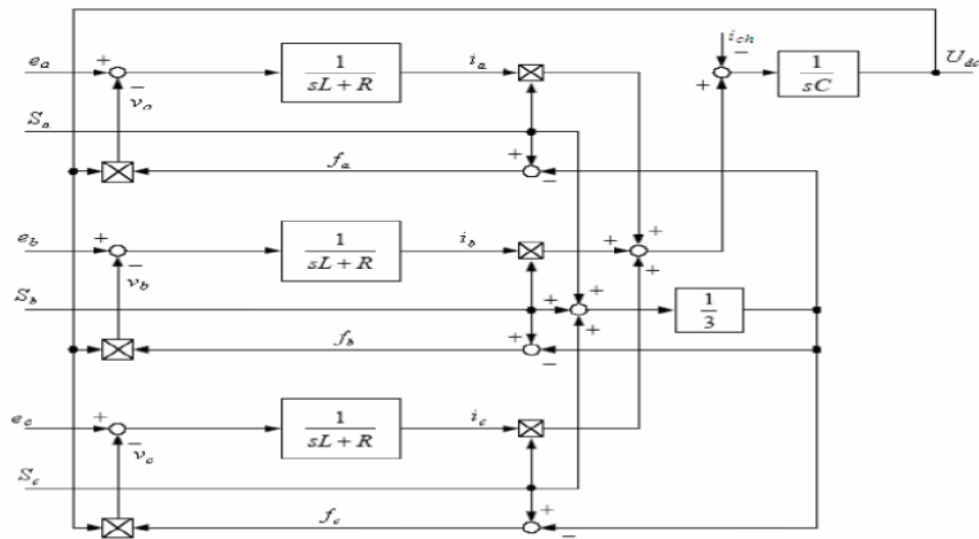 i_ch
U_dc
e_a + 1/(sL + R) i_a − + 1/(sC)
− v_a
S_a
f_a + −
e_b + 1/(sL + R) i_b + + +
− v_b
S_b + + + 1/3
f_b + −
e_c + 1/(sL + R) i_c
− v_c
S_c
f_c + −